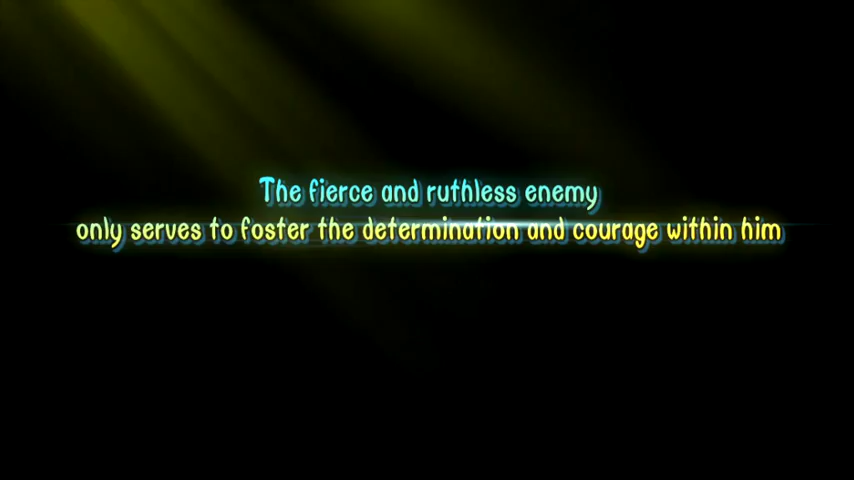 The fierce and ruthless enemy
only serves to foster the determination and courage within him